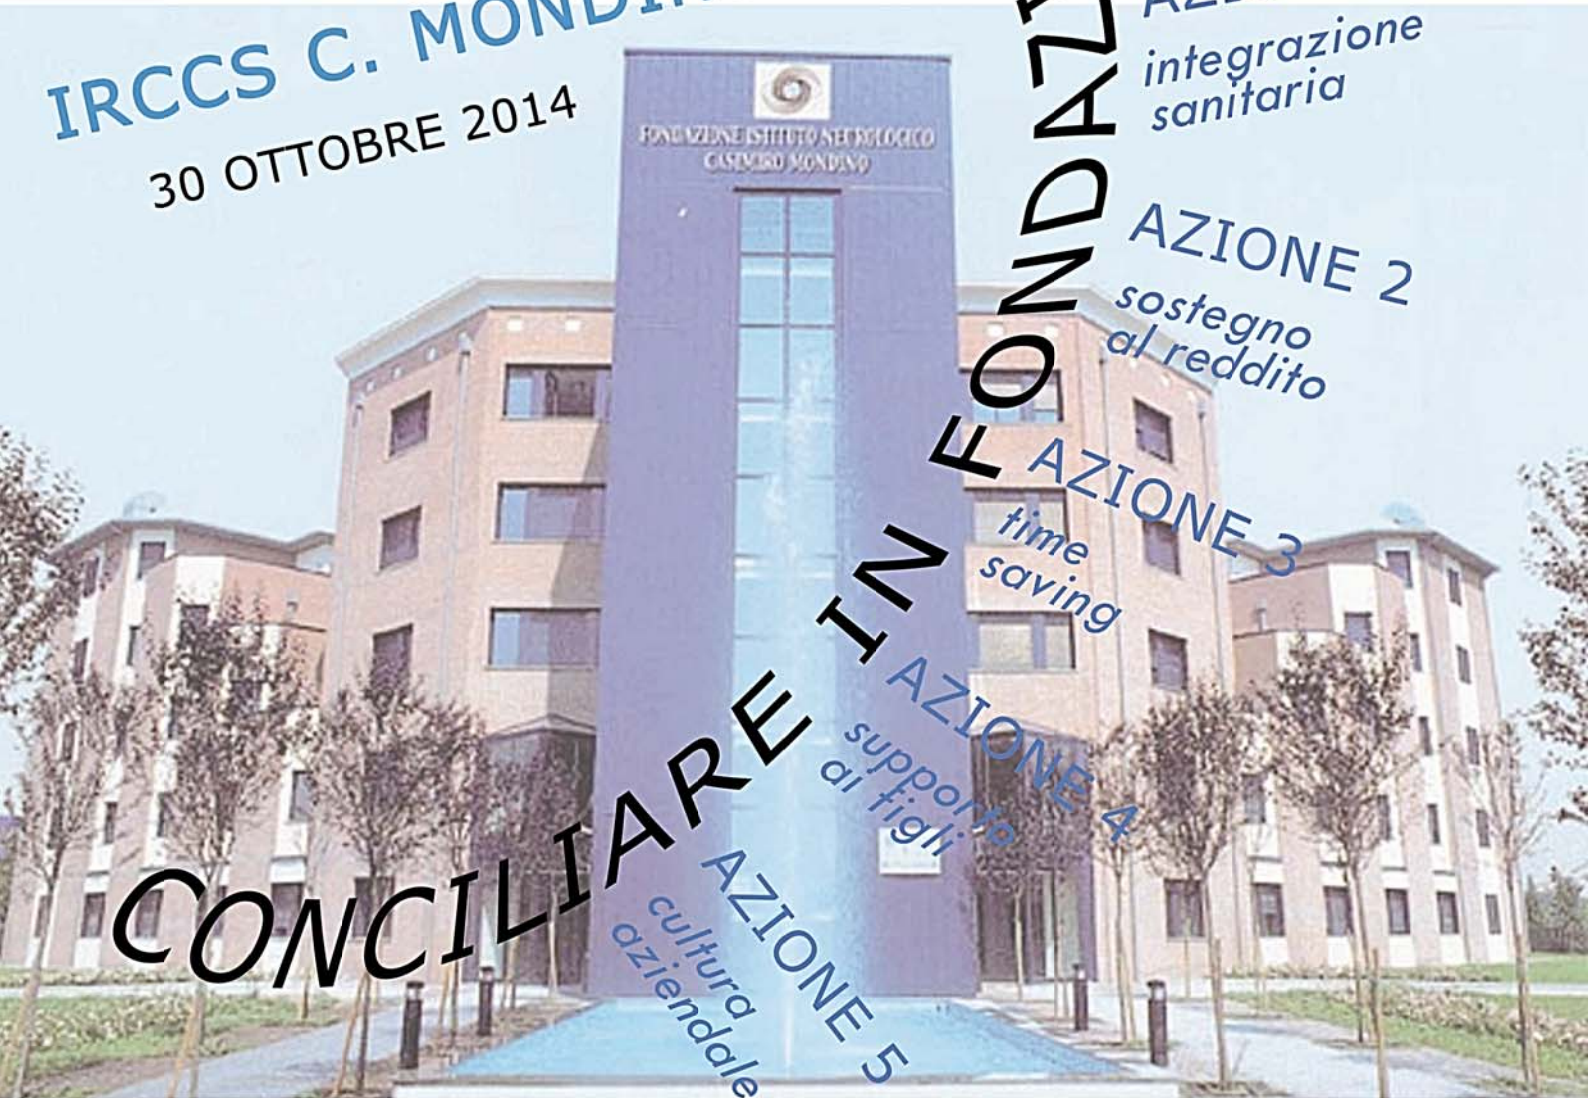 IRCCS C. MONDIN
30 OTTOBRE 2014
FONDAZIONE ISTITUTO NEUROLOGICO
CASIMIRO MONDINO
CONCILIARE IN FONDAZ
integrazione
sanitaria
AZIONE 2
sostegno
al reddito
AZIONE 3
time
saving
AZIONE 4
supporto
ai figli
AZIONE 5
cultura
aziendale